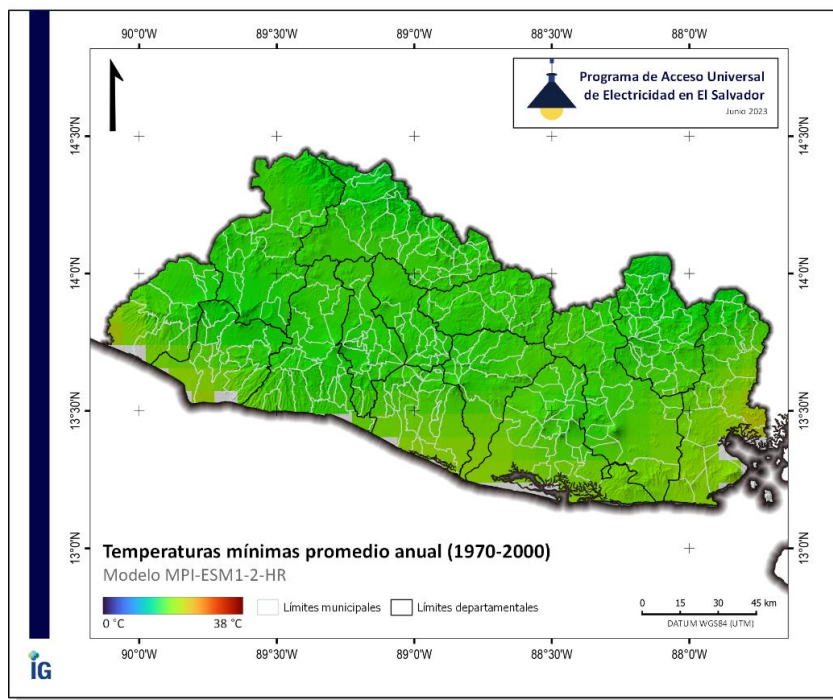 90°0'W 89°30'W 89°0'W 88°30'W 88°0'W
Programa de Acceso Universal
de Electricidad en El Salvador
Junio 2023
14°30'N 14°30'N
14°0'N 14°0'N
13°30'N 13°30'N
13°0'N 13°0'N
Temperaturas mínimas promedio anual (1970-2000)
Modelo MPI-ESM1-2-HR
Límites municipales Límites departamentales
0 °C 38 °C
0 15 30 45 km
DATUM WGS84 (UTM)
90°0'W 89°30'W 89°0'W 88°30'W 88°0'W
IG